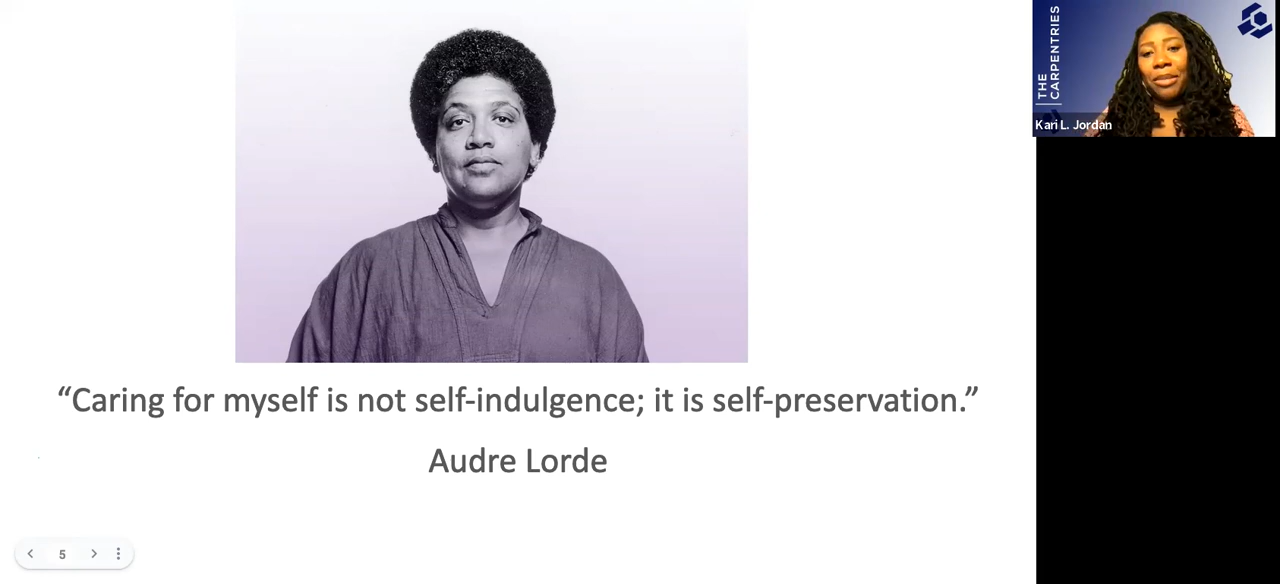 THE
CARPENTRIES
Kari L. Jordan
“Caring for myself is not self-indulgence; it is self-preservation.”
Audre Lorde
5